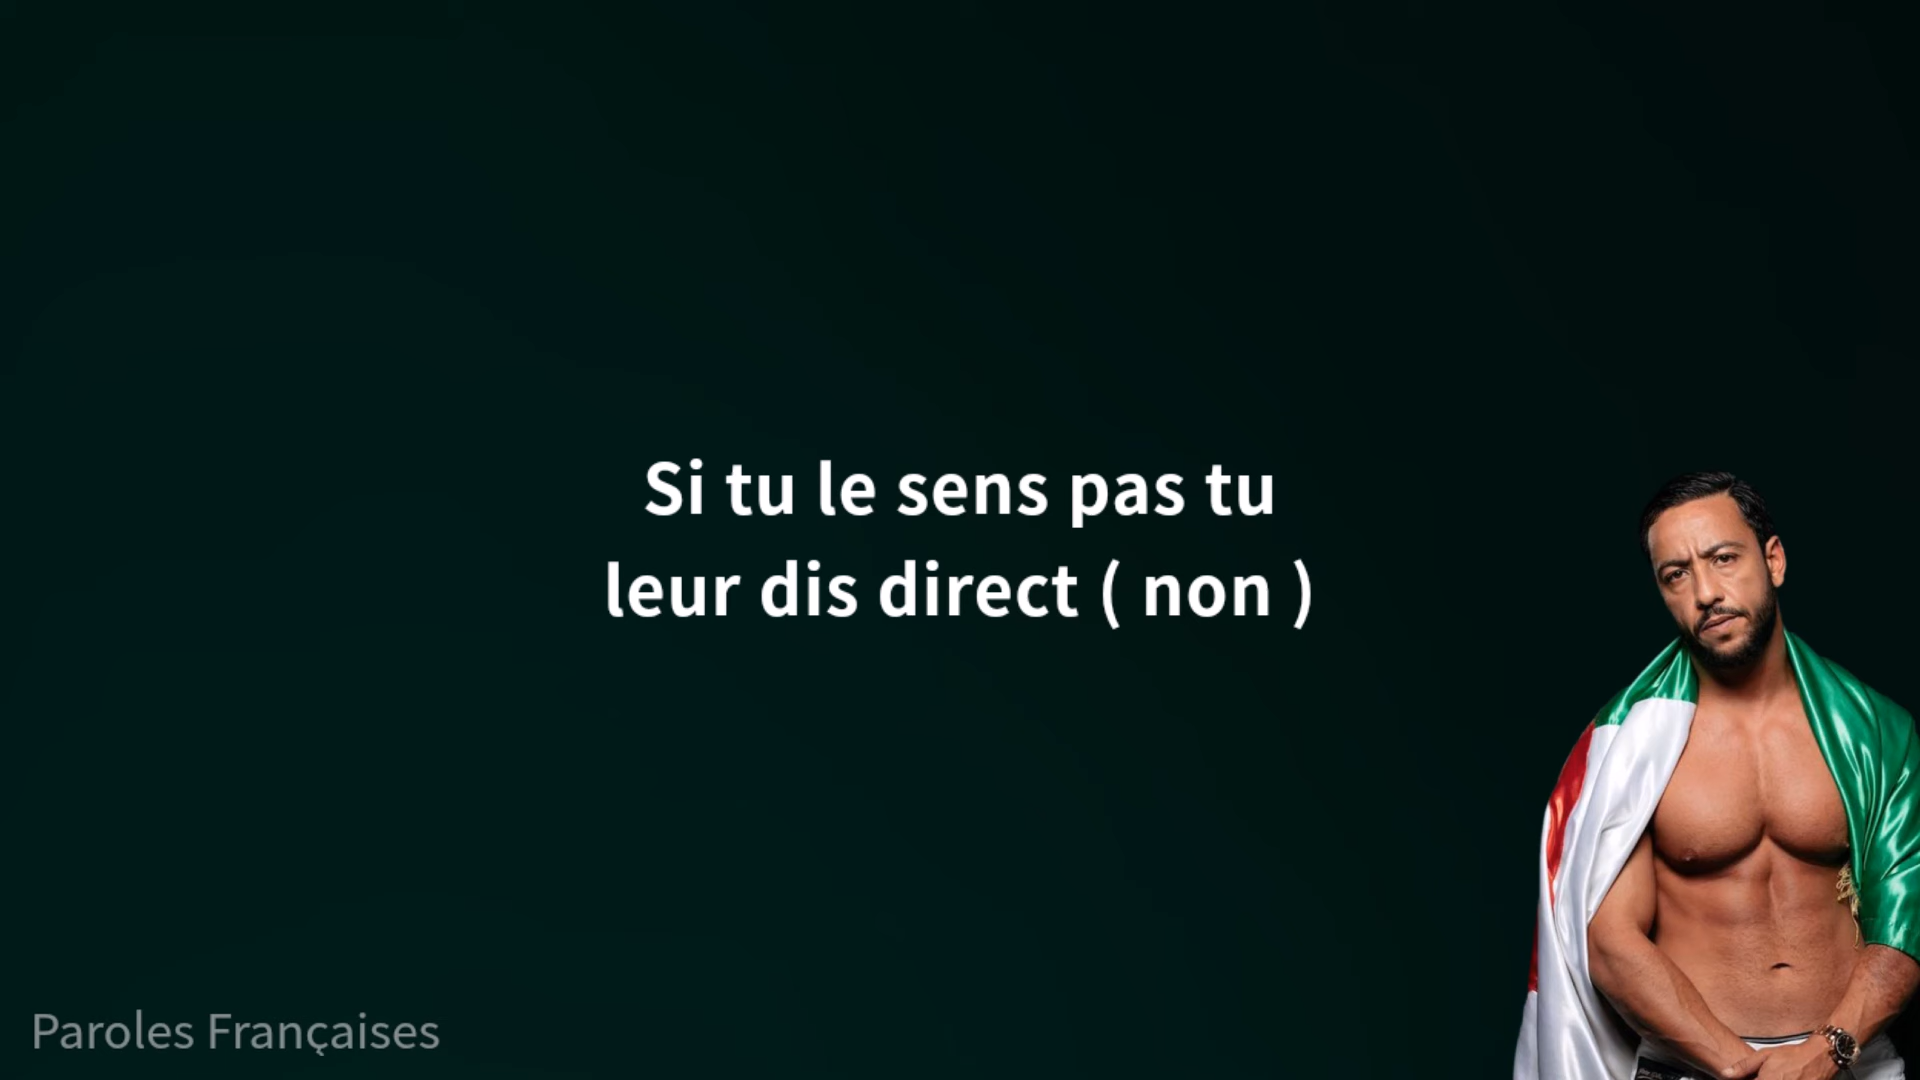 Si tu le sens pas tu
leur dis direct ( non )
Paroles Françaises